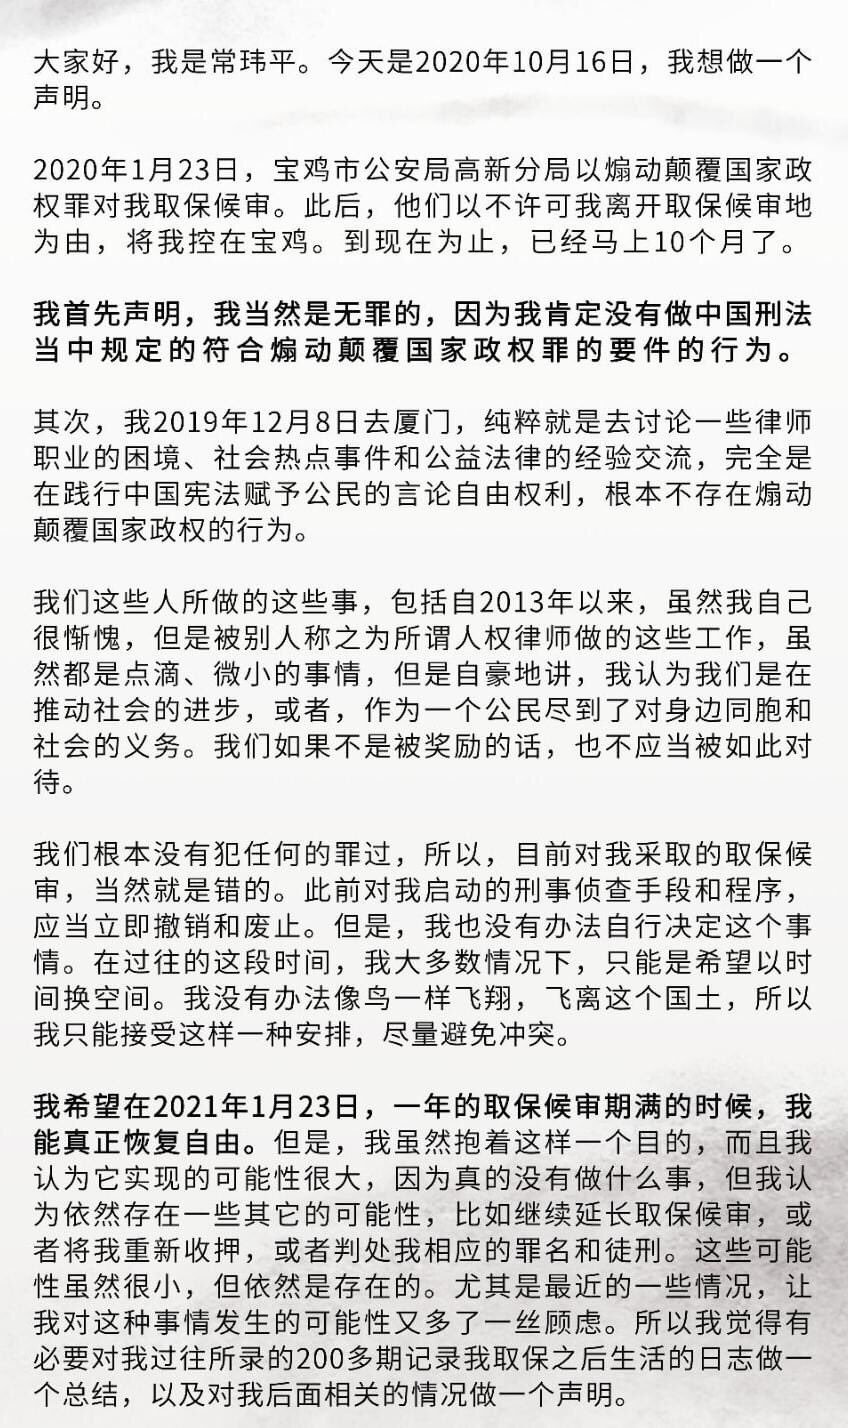 大家好，我是常玮平。今天是2020年10月16日，我想做一个
声明。
2020年1月23日，宝鸡市公安局高新分局以煽动颠覆国家政
权罪对我取保候审。此后，他们以不许可我离开取保候审地
为由，将我控在宝鸡。到现在为止，已经马上10个月了。
我首先声明，我当然是无罪的，因为我肯定没有做中国刑法
当中规定的符合煽动颠覆国家政权罪的要件的行为。
其次，我2019年12月8日去厦门，纯粹就是去讨论一些律师
职业的困境、社会热点事件和公益法律的经验交流，完全是
在践行中国宪法赋予公民的言论自由权利，根本不存在煽动
颠覆国家政权的行为。
我们这些人所做的这些事，包括自2013年以来，虽然我自己
很惭愧，但是被别人称之为所谓人权律师做的这些工作，虽
然都是点滴、微小的事情，但是自豪地讲，我认为我们是在
推动社会的进步，或者，作为一个公民尽到了对身边同胞和
社会的义务。我们如果不是被奖励的话，也不应当被如此对
待。
我们根本没有犯任何的罪过，所以，目前对我采取的取保候
审，当然就是错的。此前对我启动的刑事侦查手段和程序，
应当立即撤销和废止。但是，我也没有办法自行决定这个事
情。在过往的这段时间，我大多数情况下，只能是希望以时
间换空间。我没有办法像鸟一样飞翔，飞离这个国土，所以
我只能接受这样一种安排，尽量避免冲突。
我希望在2021年1月23日，一年的取保候审期满的时候，我
能真正恢复自由。但是，我虽然抱着这样一个目的，而且我
认为它实现的可能性很大，因为真的没有做什么事，但我认
为依然存在一些其它的可能性，比如继续延长取保候审，或
者将我重新收押，或者判处我相应的罪名和徒刑。这些可能
性虽然很小，但依然是存在的。尤其是最近的一些情况，让
我对这种事情发生的可能性又多了一丝顾虑。所以我觉得有
必要对我过往所录的200多期记录我取保之后生活的日志做一
个总结，以及对我后面相关的情况做一个声明。